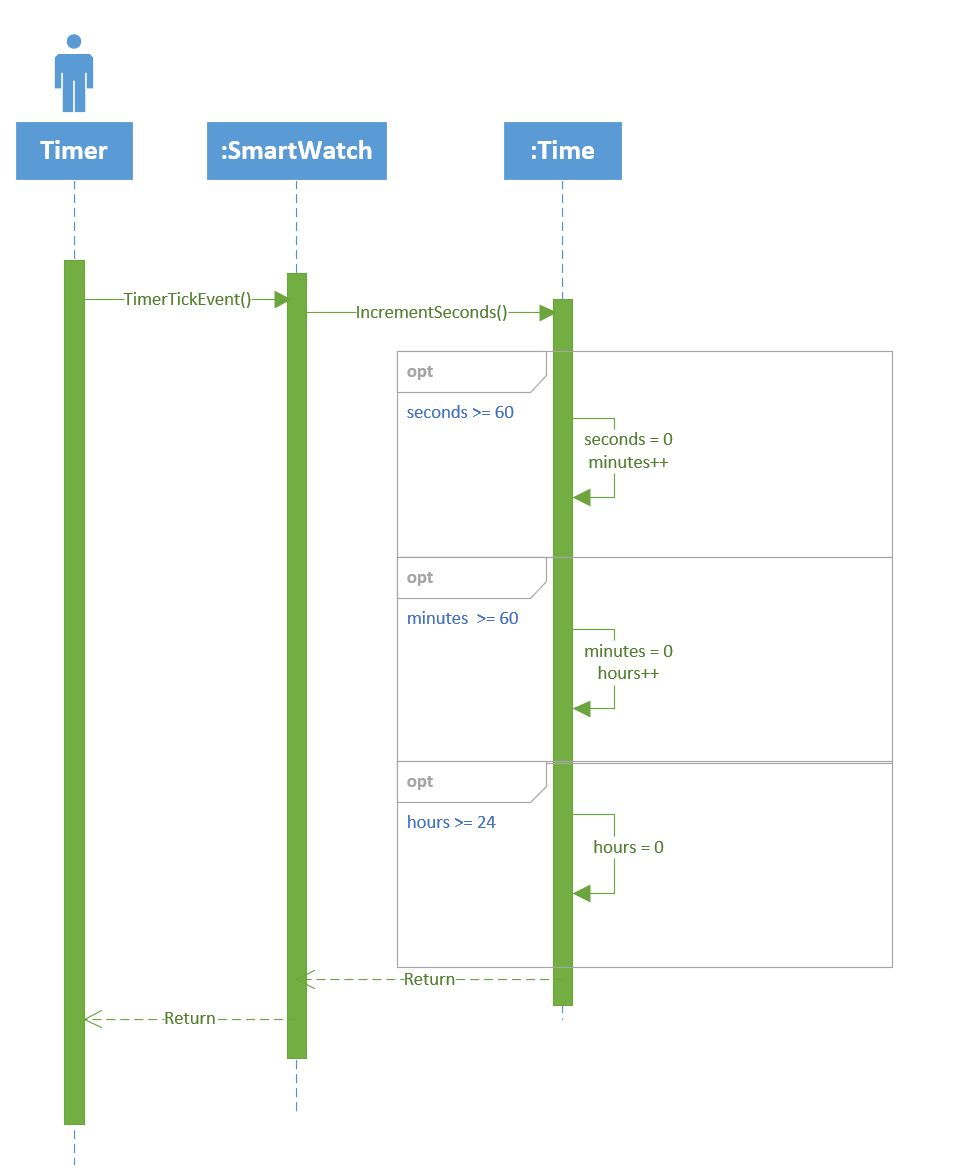 Timer
:SmartWatch
:Time
TimerTickEvent()
IncrementSeconds()
opt
seconds >= 60
seconds = 0
minutes++
opt
minutes  >= 60
minutes = 0
hours++
opt
hours >= 24
hours = 0
Return
Return